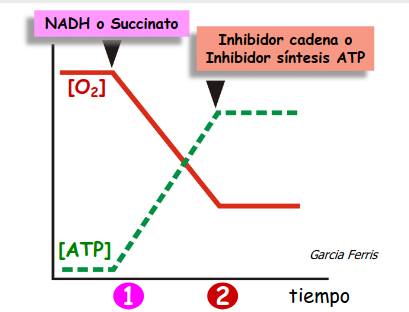 NADH o Succinato
Inhibidor cadena o
Inhibidor síntesis ATP
[O₂]
[ATP]
Garcia Ferris
1
2
tiempo